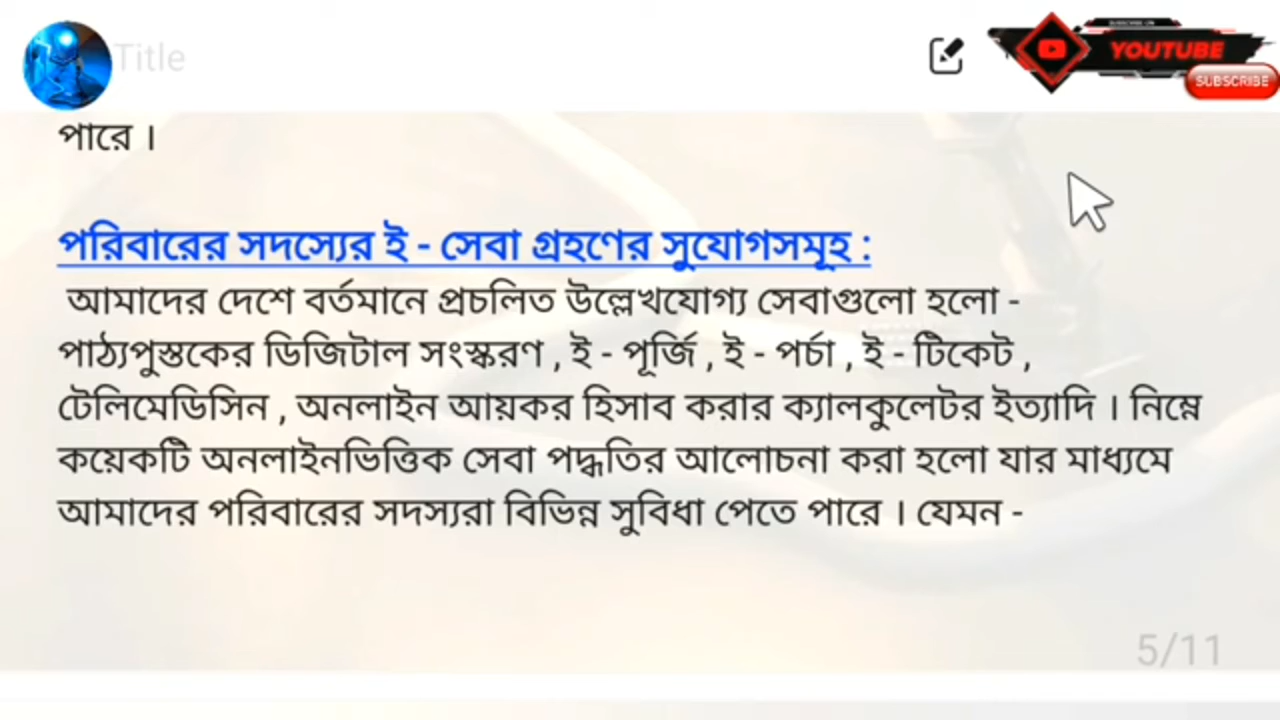 Title
SUBSCRIBE ON
YOUTUBE
SUBSCRIBE
পারে ।
পরিবারের সদস্যের ই - সেবা গ্রহণের সুযোগসমূহ :
আমাদের দেশে বর্তমানে প্রচলিত উল্লেখযোগ্য সেবাগুলো হলো -
পাঠ্যপুস্তকের ডিজিটাল সংস্করণ , ই - পূর্জি , ই - পর্চা , ই - টিকেট ,
টেলিমেডিসিন , অনলাইন আয়কর হিসাব করার ক্যালকুলেটর ইত্যাদি । নিম্নে
কয়েকটি অনলাইনভিত্তিক সেবা পদ্ধতির আলোচনা করা হলো যার মাধ্যমে
আমাদের পরিবারের সদস্যরা বিভিন্ন সুবিধা পেতে পারে । যেমন -
5/11